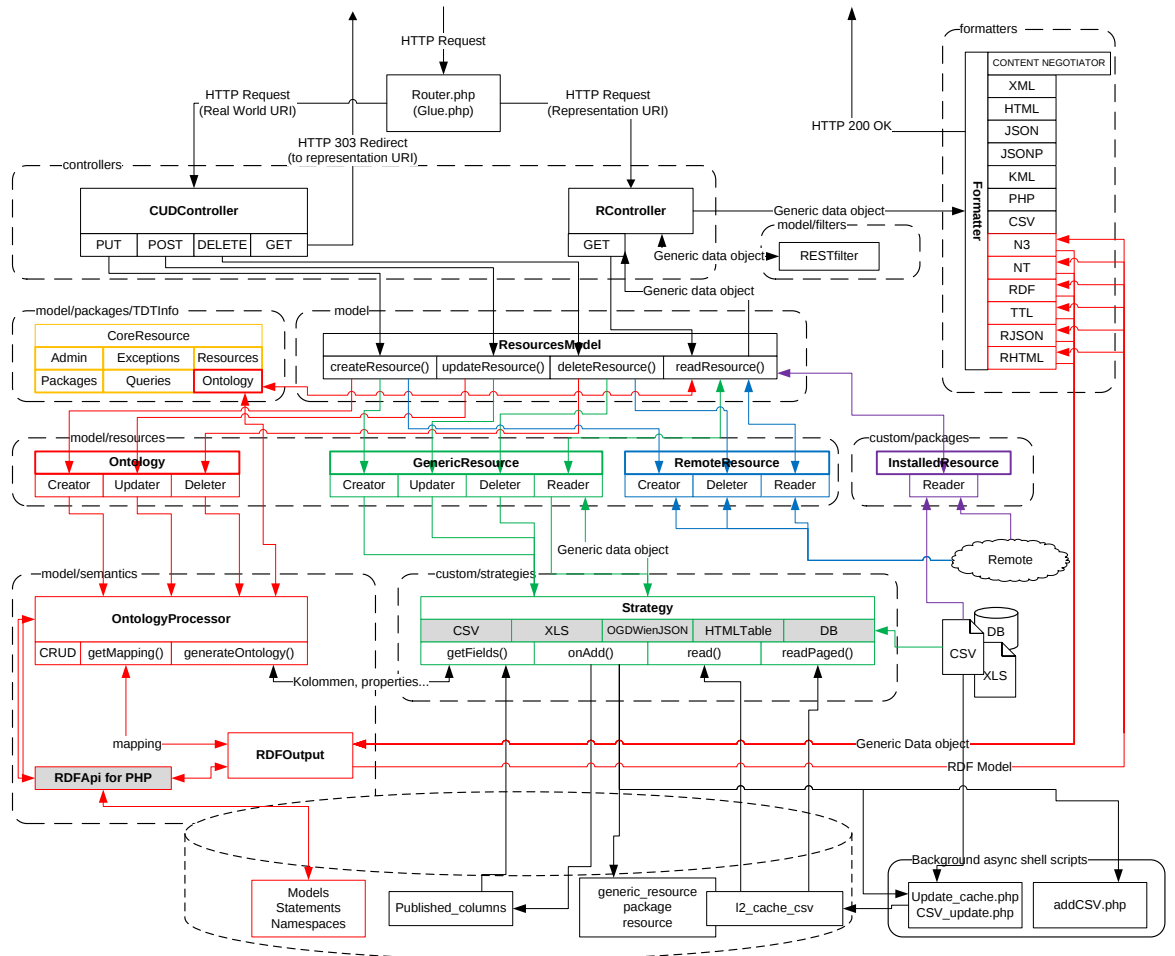 HTTP Request
formatters
CONTENT NEGOTIATOR
XML
HTML
JSON
JSONP
KML
PHP
CSV
N3
NT
RDF
TTL
RJSON
RHTML
Formatter
Router.php
(Glue.php)
HTTP Request
(Real World URI)
HTTP Request
(Representation URI)
HTTP 303 Redirect
(to representation URI)
HTTP 200 OK
controllers
CUDController
PUT
POST
DELETE
GET
RController
GET
Generic data object
model/filters
RESTfilter
Generic data object
Generic data object
model/packages/TDTInfo
CoreResource
Admin
Exceptions
Resources
Packages
Queries
Ontology
model
ResourcesModel
createResource()
updateResource()
deleteResource()
readResource()
model/resources
Ontology
Creator
Updater
Deleter
GenericResource
Creator
Updater
Deleter
Reader
RemoteResource
Creator
Deleter
Reader
custom/packages
InstalledResource
Reader
Generic data object
Remote
model/semantics
OntologyProcessor
CRUD
getMapping()
generateOntology()
custom/strategies
Strategy
CSV
XLS
OGDWienJSON
HTMLTable
DB
getFields()
onAdd()
read()
readPaged()
DB
CSV
XLS
Kolommen, properties...
mapping
RDFOutput
RDFApi for PHP
Generic Data object
RDF Model
Models
Statements
Namespaces
Published_columns
generic_resource
package
resource
l2_cache_csv
Background async shell scripts
Update_cache.php
CSV_update.php
addCSV.php